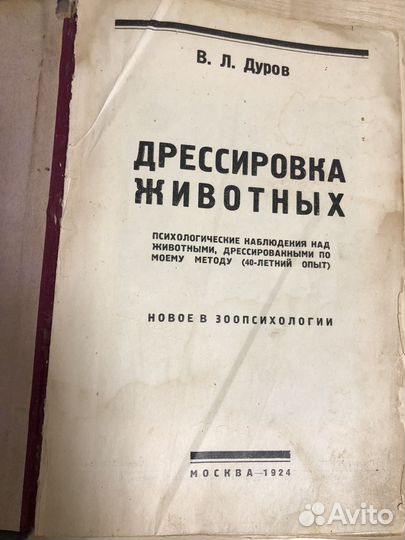 В. Л. Дуров
ДРЕССИРОВКА
ЖИВОТНЫХ
ПСИХОЛОГИЧЕСКИЕ НАБЛЮДЕНИЯ НАД
ЖИВОТНЫМИ, ДРЕССИРОВАННЫМИ ПО
МОЕМУ МЕТОДУ (40-ЛЕТНИЙ ОПЫТ)
НОВОЕ В ЗООПСИХОЛОГИИ
МОСКВА - 1924
Avito